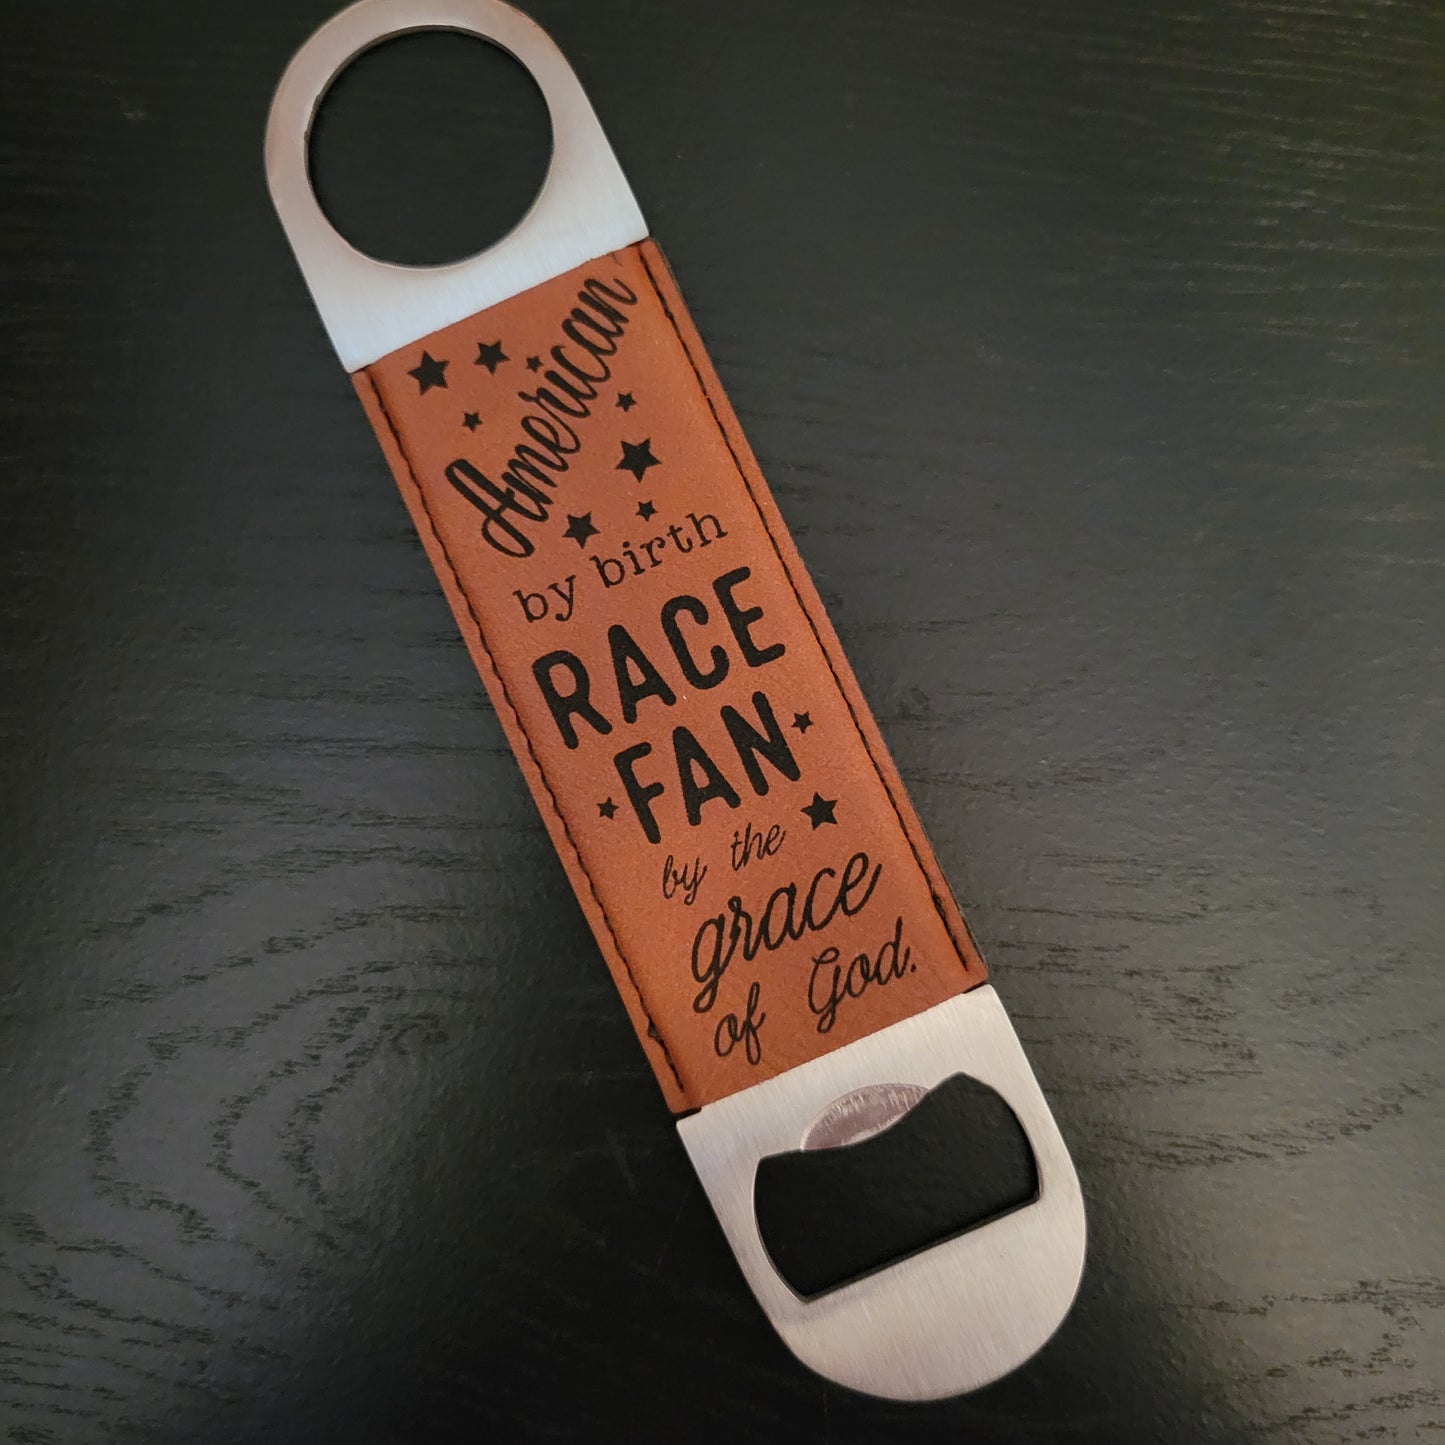 American
by birth
RACE
FAN
by the
grace
of God.